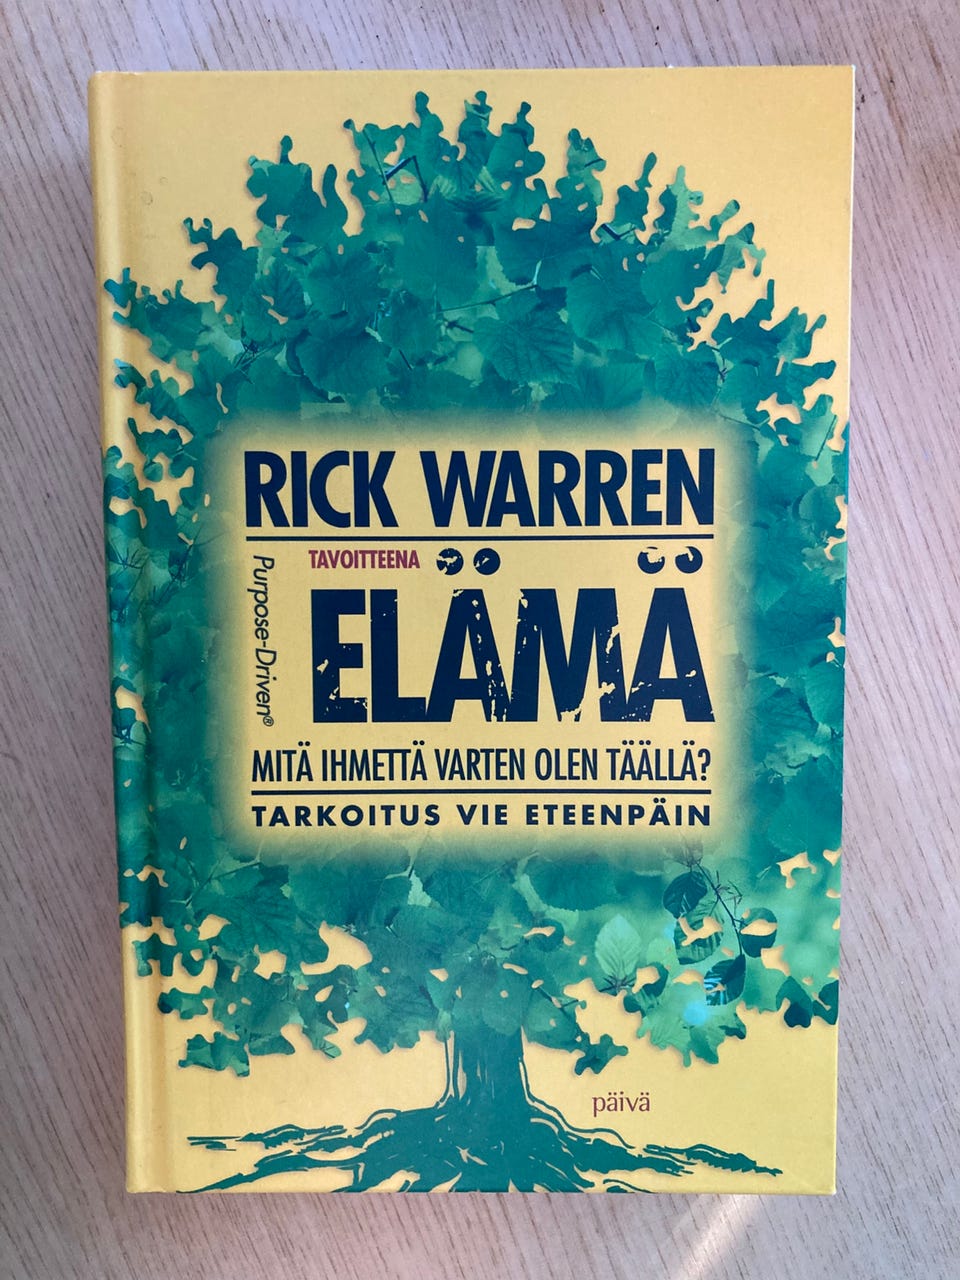 RICK WARREN
TAVOITTEENA
ELÄMÄ
Purpose-Driven®
MITÄ IHMETTÄ VARTEN OLEN TÄÄLLÄ?
TARKOITUS VIE ETEENPÄIN
päivä